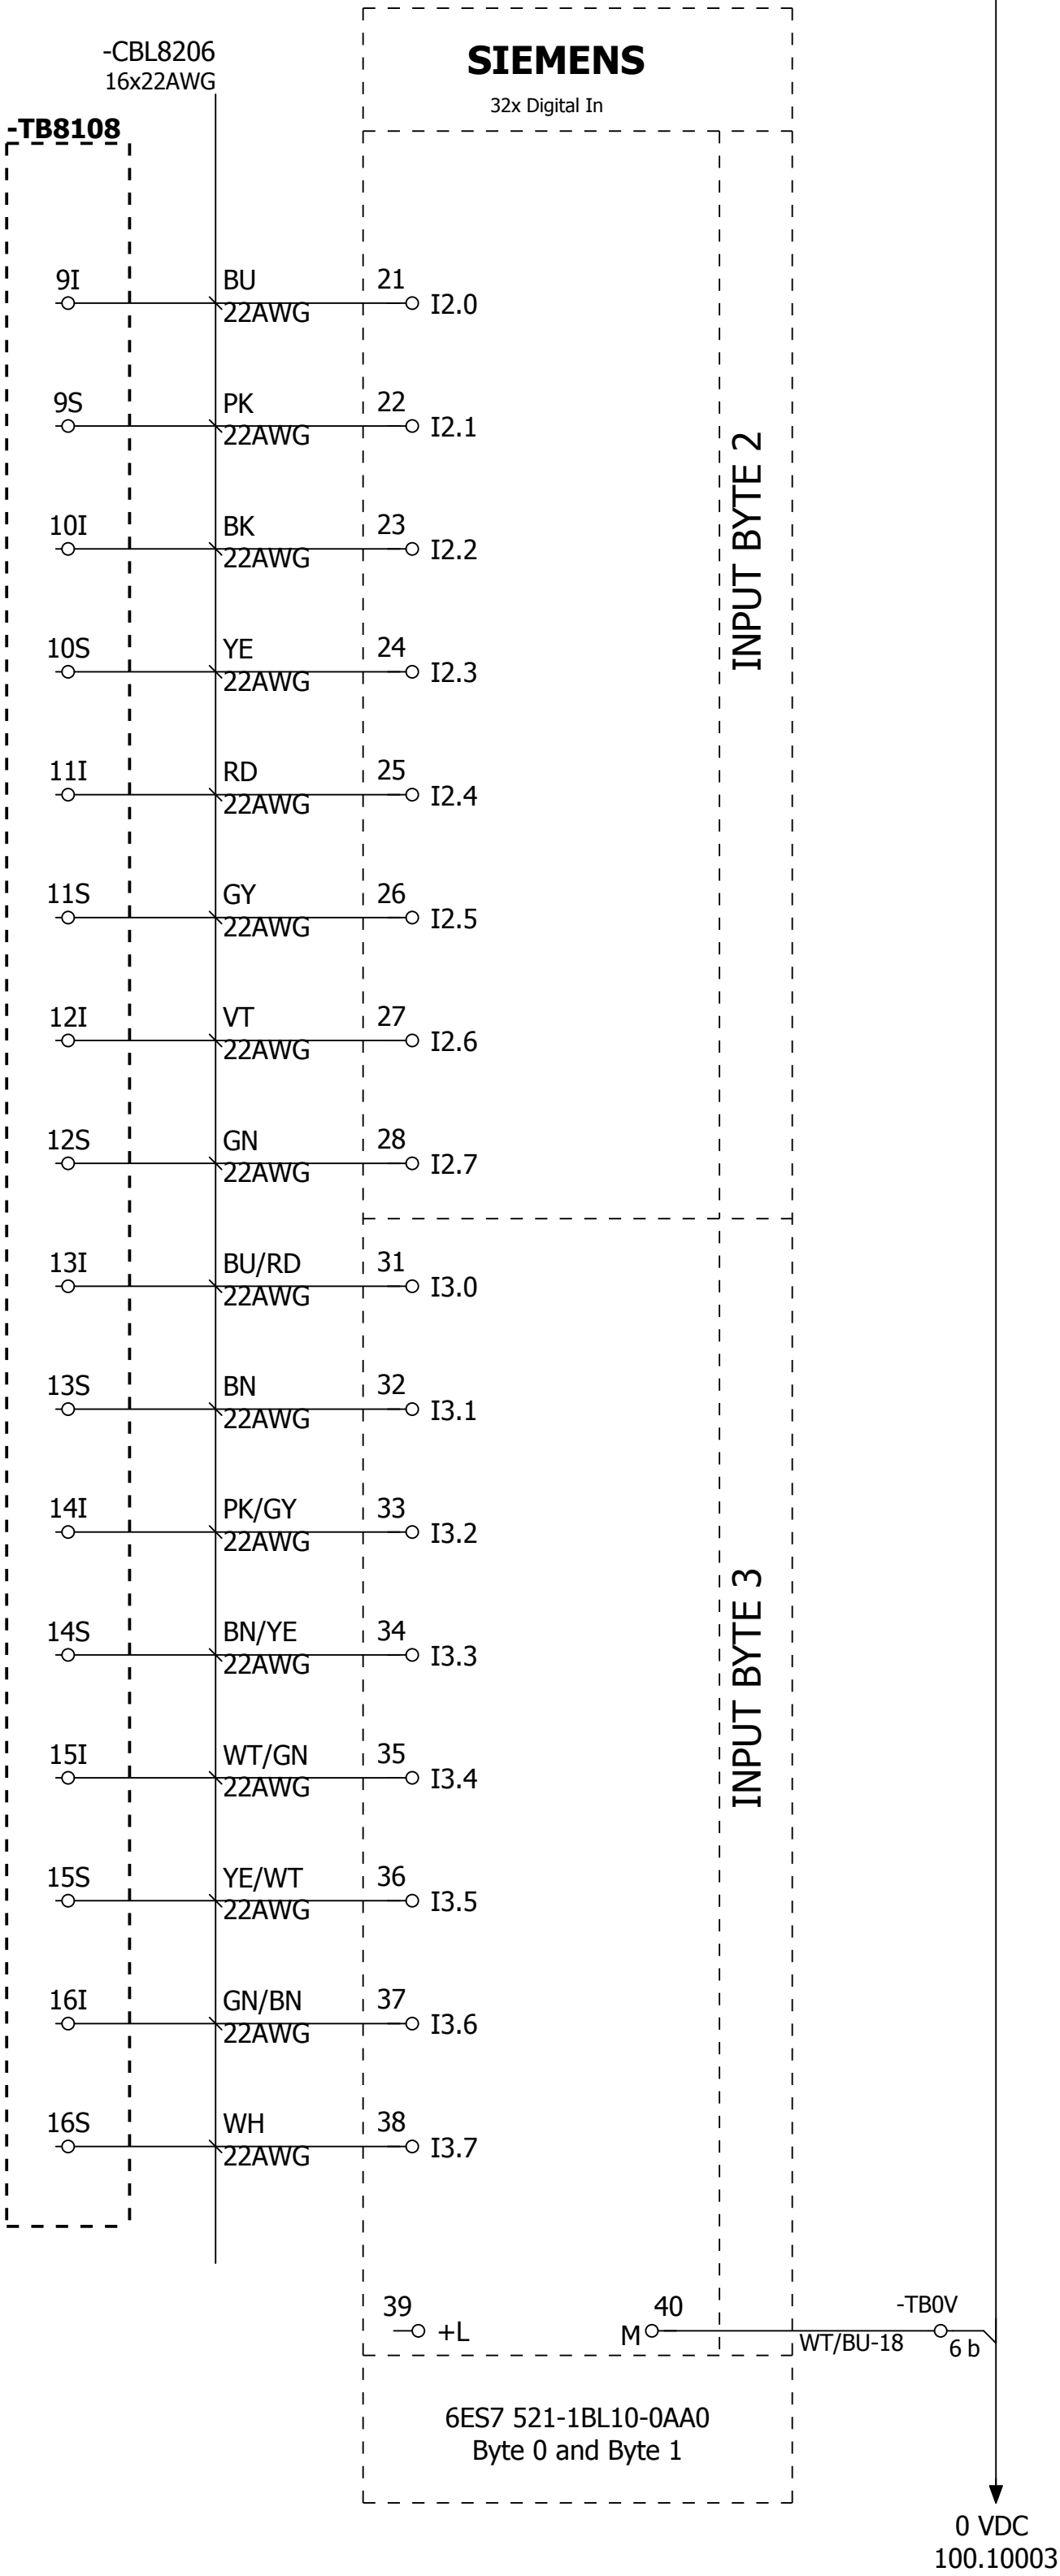 -CBL8206
16x22AWG
SIEMENS
32x Digital In
-TB8108
9I BU 21
22AWG I2.0
9S PK 22
22AWG I2.1
10I BK 23
22AWG I2.2
10S YE 24
22AWG I2.3
11I RD 25
22AWG I2.4
11S GY 26
22AWG I2.5
12I VT 27
22AWG I2.6
12S GN 28
22AWG I2.7
INPUT BYTE 2
13I BU/RD 31
22AWG I3.0
13S BN 32
22AWG I3.1
14I PK/GY 33
22AWG I3.2
14S BN/YE 34
22AWG I3.3
15I WT/GN 35
22AWG I3.4
15S YE/WT 36
22AWG I3.5
16I GN/BN 37
22AWG I3.6
16S WH 38
22AWG I3.7
INPUT BYTE 3
39 40 -TB0V
+L M WT/BU-18 6 b
6ES7 521-1BL10-0AA0
Byte 0 and Byte 1
0 VDC
100.10003